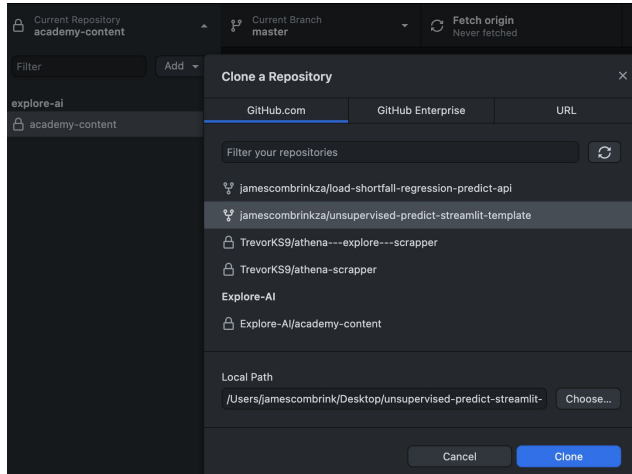 Current Repository
academy-content
Current Branch
master
Fetch origin
Never fetched
Filter
Add
explore-ai
academy-content
Clone a Repository
GitHub.com
GitHub Enterprise
URL
Filter your repositories
jamescombrinkza/load-shortfall-regression-predict-api
jamescombrinkza/unsupervised-predict-streamlit-template
TrevorKS9/athena---explore---scrapper
TrevorKS9/athena-scrapper
Explore-AI
Explore-AI/academy-content
Local Path
/Users/jamescombrink/Desktop/unsupervised-predict-streamlit-
Choose...
Cancel
Clone